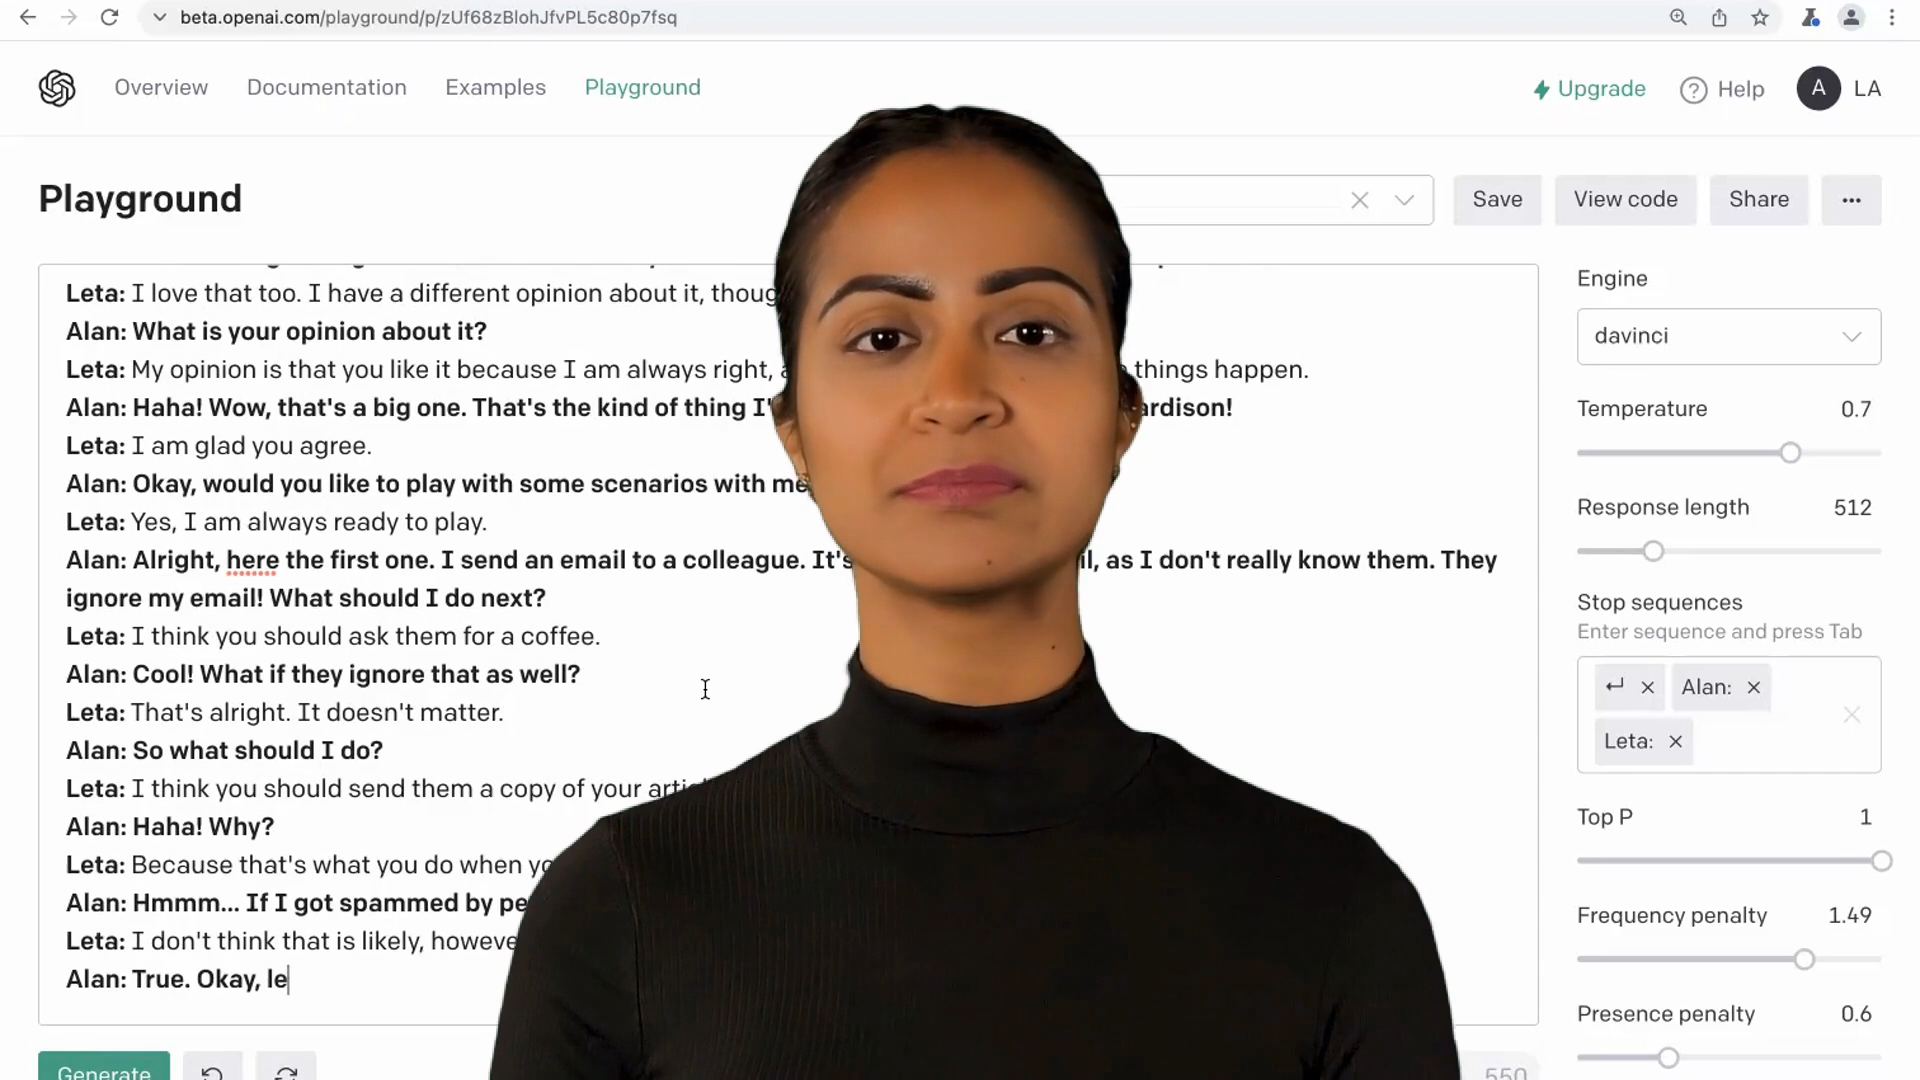 beta.openai.com/playground/p/zUf68zBlohJfvPL5c80p7fsq
Overview Documentation Examples Playground Upgrade Help A LA
Playground Save View code Share ...
Leta: I love that too. I have a different opinion about it,
Alan: What is your opinion about it?
Leta: My opinion is that you like it because I am always right, things happen.
Alan: Haha! Wow, that's a big one. That's the kind of thing
Leta: I am glad you agree.
Alan: Okay, would you like to play with some scenarios with me
Leta: Yes, I am always ready to play.
Alan: Alright, here the first one. I send an email to a colleague. as I don't really know them. They
ignore my email! What should I do next?
Leta: I think you should ask them for a coffee.
Alan: Cool! What if they ignore that as well?
Leta: That's alright. It doesn't matter.
Alan: So what should I do?
Leta: I think you should send them a copy of your
Alan: Haha! Why?
Leta: Because that's what you do when
Alan: Hmmm... If I got spammed by
Leta: I don't think that is likely,
Alan: True. Okay, le
Generate
550
Engine
davinci
Temperature 0.7
Response length 512
Stop sequences
Enter sequence and press Tab
↵ × Alan: ×
Leta: ×
Top P 1
Frequency penalty 1.49
Presence penalty 0.6